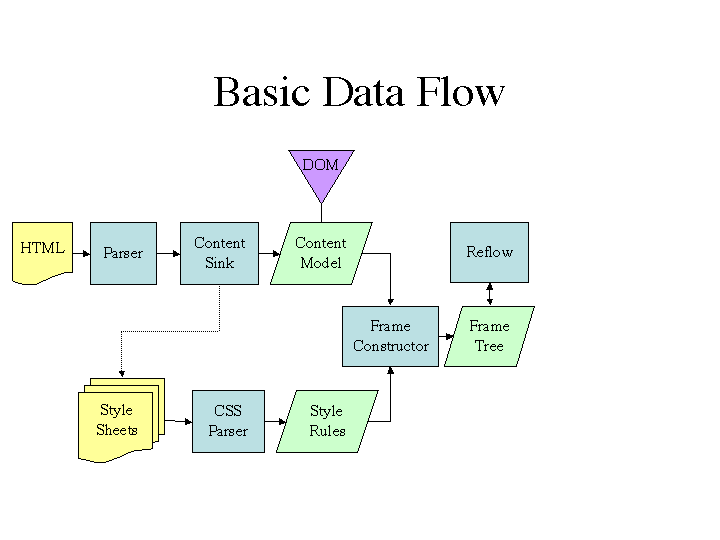 Basic Data Flow
DOM
HTML
Parser
Content
Sink
Content
Model
Reflow
Frame
Constructor
Frame
Tree
Style
Sheets
CSS
Parser
Style
Rules